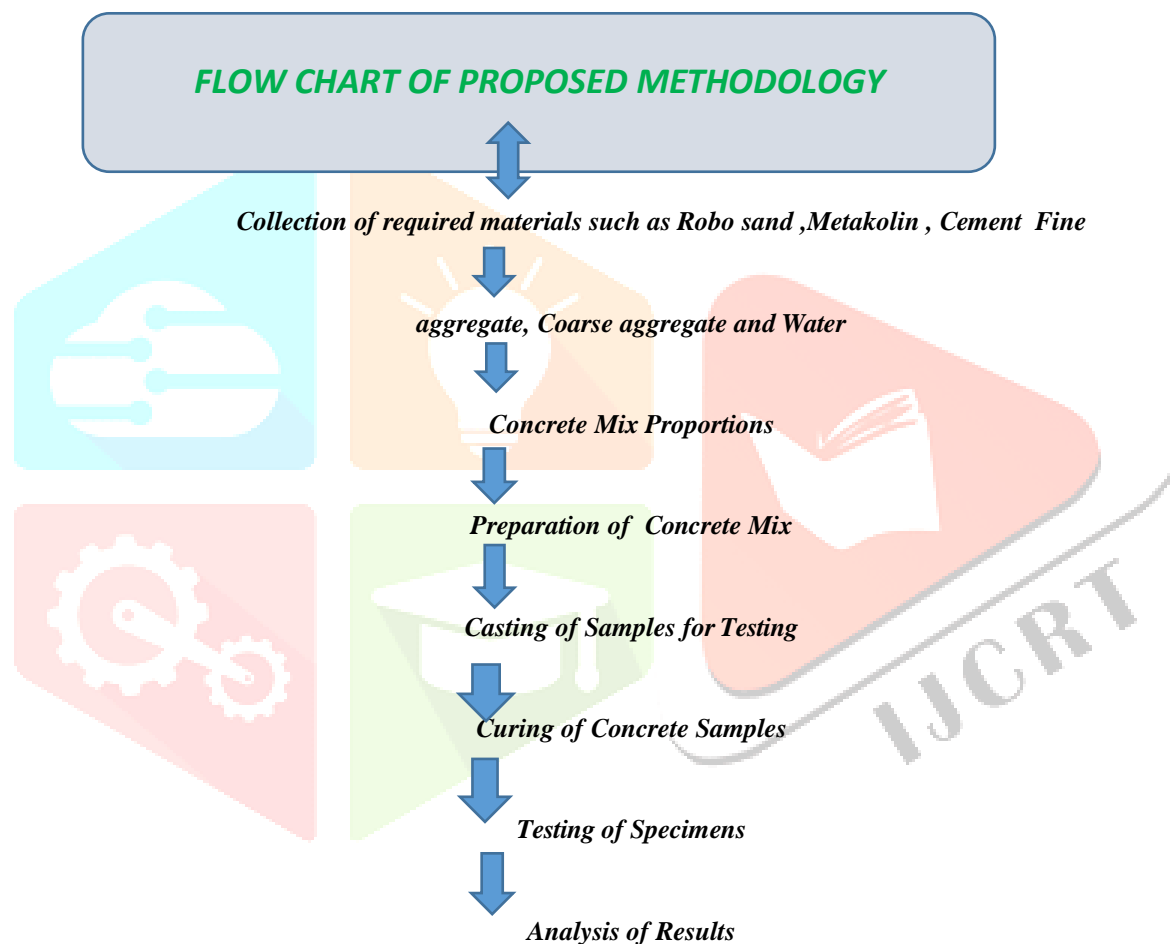 FLOW CHART OF PROPOSED METHODOLOGY
Collection of required materials such as Robo sand ,Metakolin , Cement Fine
aggregate, Coarse aggregate and Water
Concrete Mix Proportions
Preparation of Concrete Mix
Casting of Samples for Testing
Curing of Concrete Samples
Testing of Specimens
Analysis of Results
IJCRT